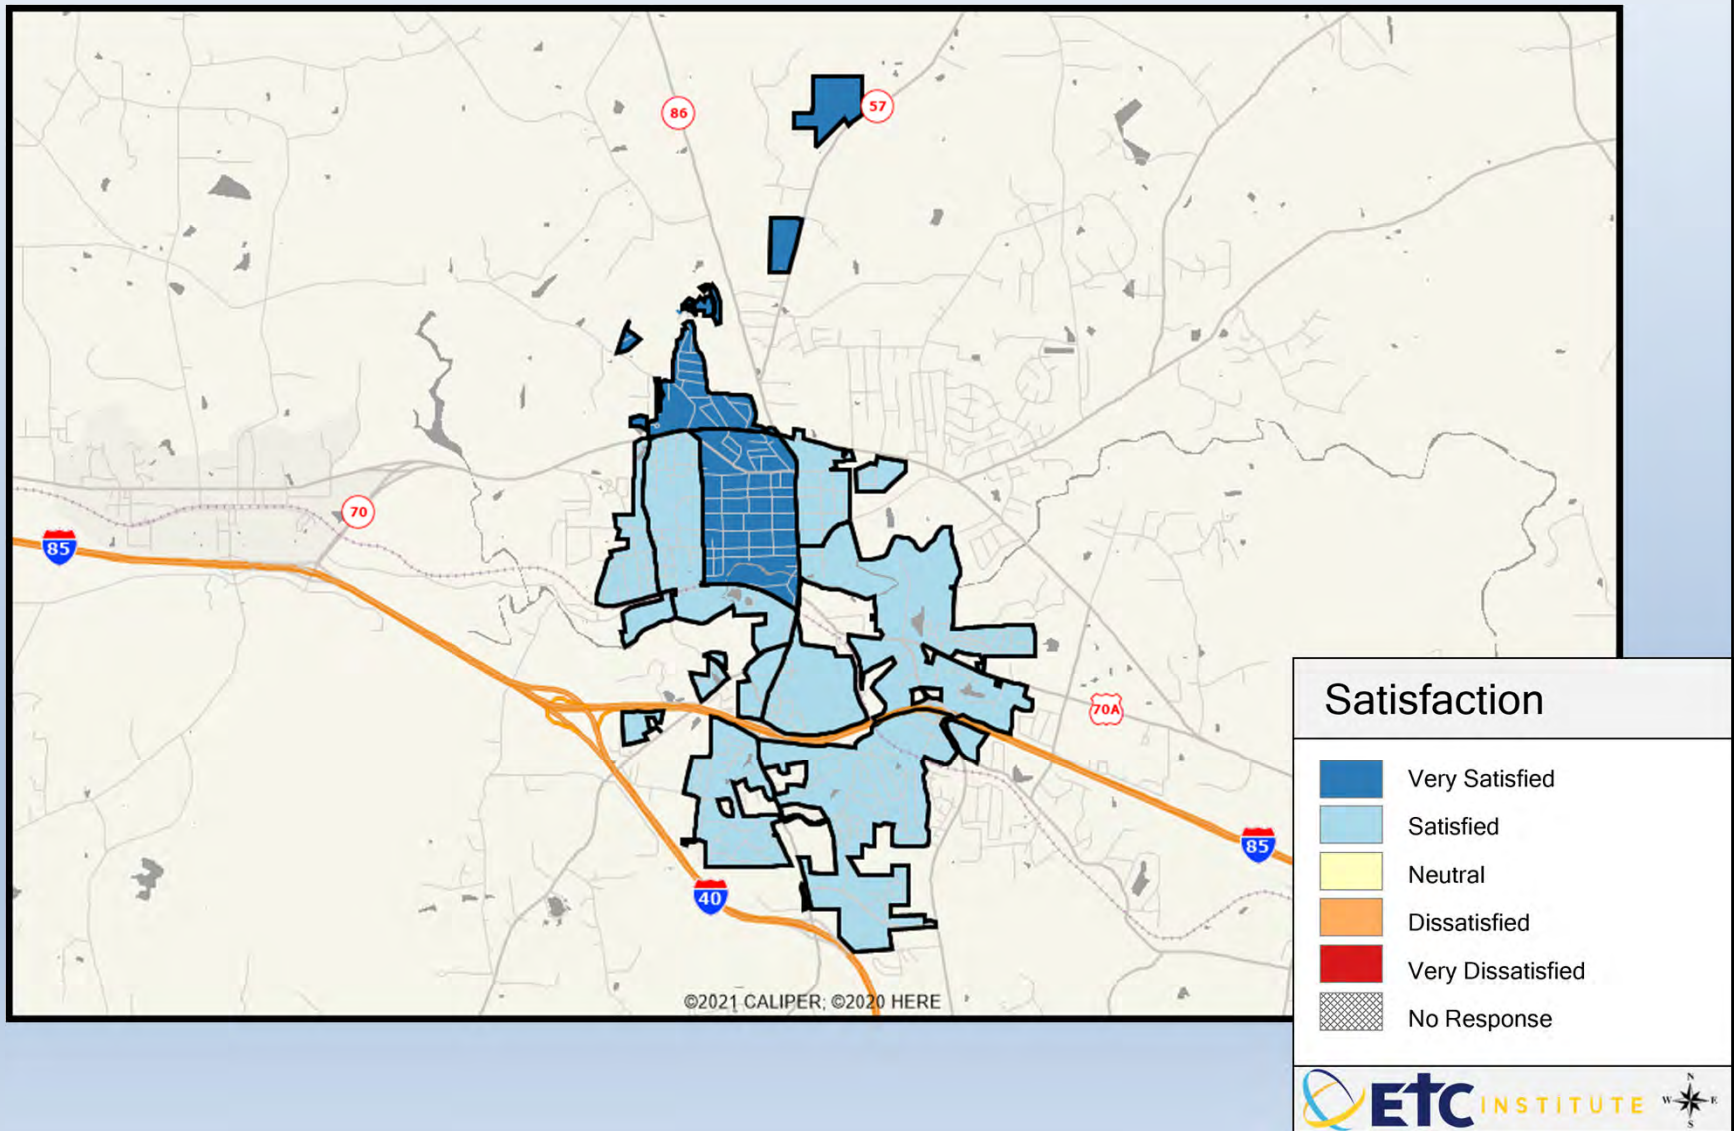 86
57
70
85
70A
85
40
©2021 CALIPER; ©2020 HERE
Satisfaction
Very Satisfied
Satisfied
Neutral
Dissatisfied
Very Dissatisfied
No Response
ETC INSTITUTE
N
W E
S